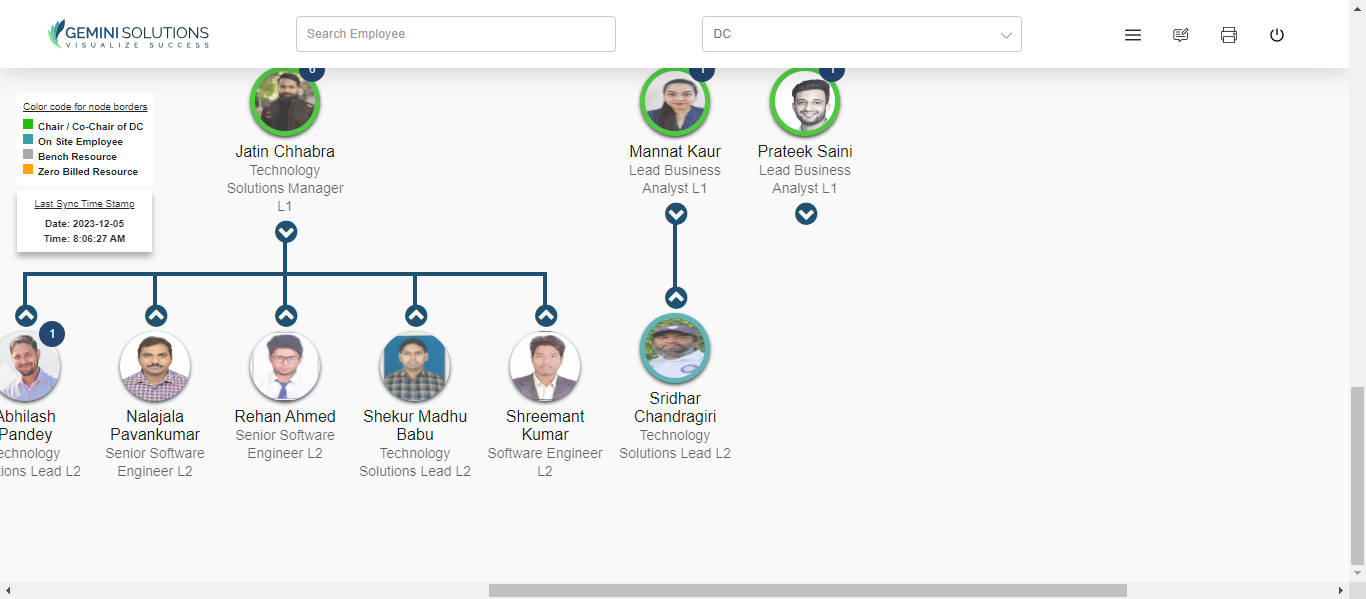 GEMINI SOLUTIONS
VISUALIZE SUCCESS
Search Employee
DC
Color code for node borders
Chair / Co-Chair of DC
On Site Employee
Bench Resource
Zero Billed Resource
Last Sync Time Stamp
Date: 2023-12-05
Time: 8:06:27 AM
6
Jatin Chhabra
Technology
Solutions Manager
L1
1
Mannat Kaur
Lead Business
Analyst L1
1
Prateek Saini
Lead Business
Analyst L1
1
Abhilash
Pandey
echnology
ions Lead L2
Nalajala
Pavankumar
Senior Software
Engineer L2
Rehan Ahmed
Senior Software
Engineer L2
Shekur Madhu
Babu
Technology
Solutions Lead L2
Shreemant
Kumar
Software Engineer
L2
Sridhar
Chandragiri
Technology
Solutions Lead L2